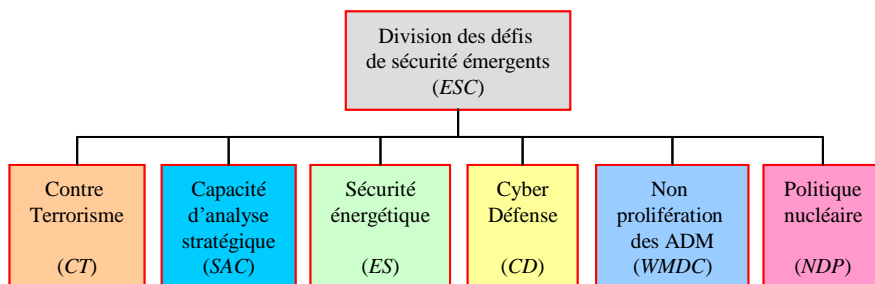 Division des défis
de sécurité émergents
(ESC)
Contre
Terrorisme
(CT)
Capacité
d'analyse
stratégique
(SAC)
Sécurité
énergétique
(ES)
Cyber
Défense
(CD)
Non
prolifération
des ADM
(WMDC)
Politique
nucléaire
(NDP)